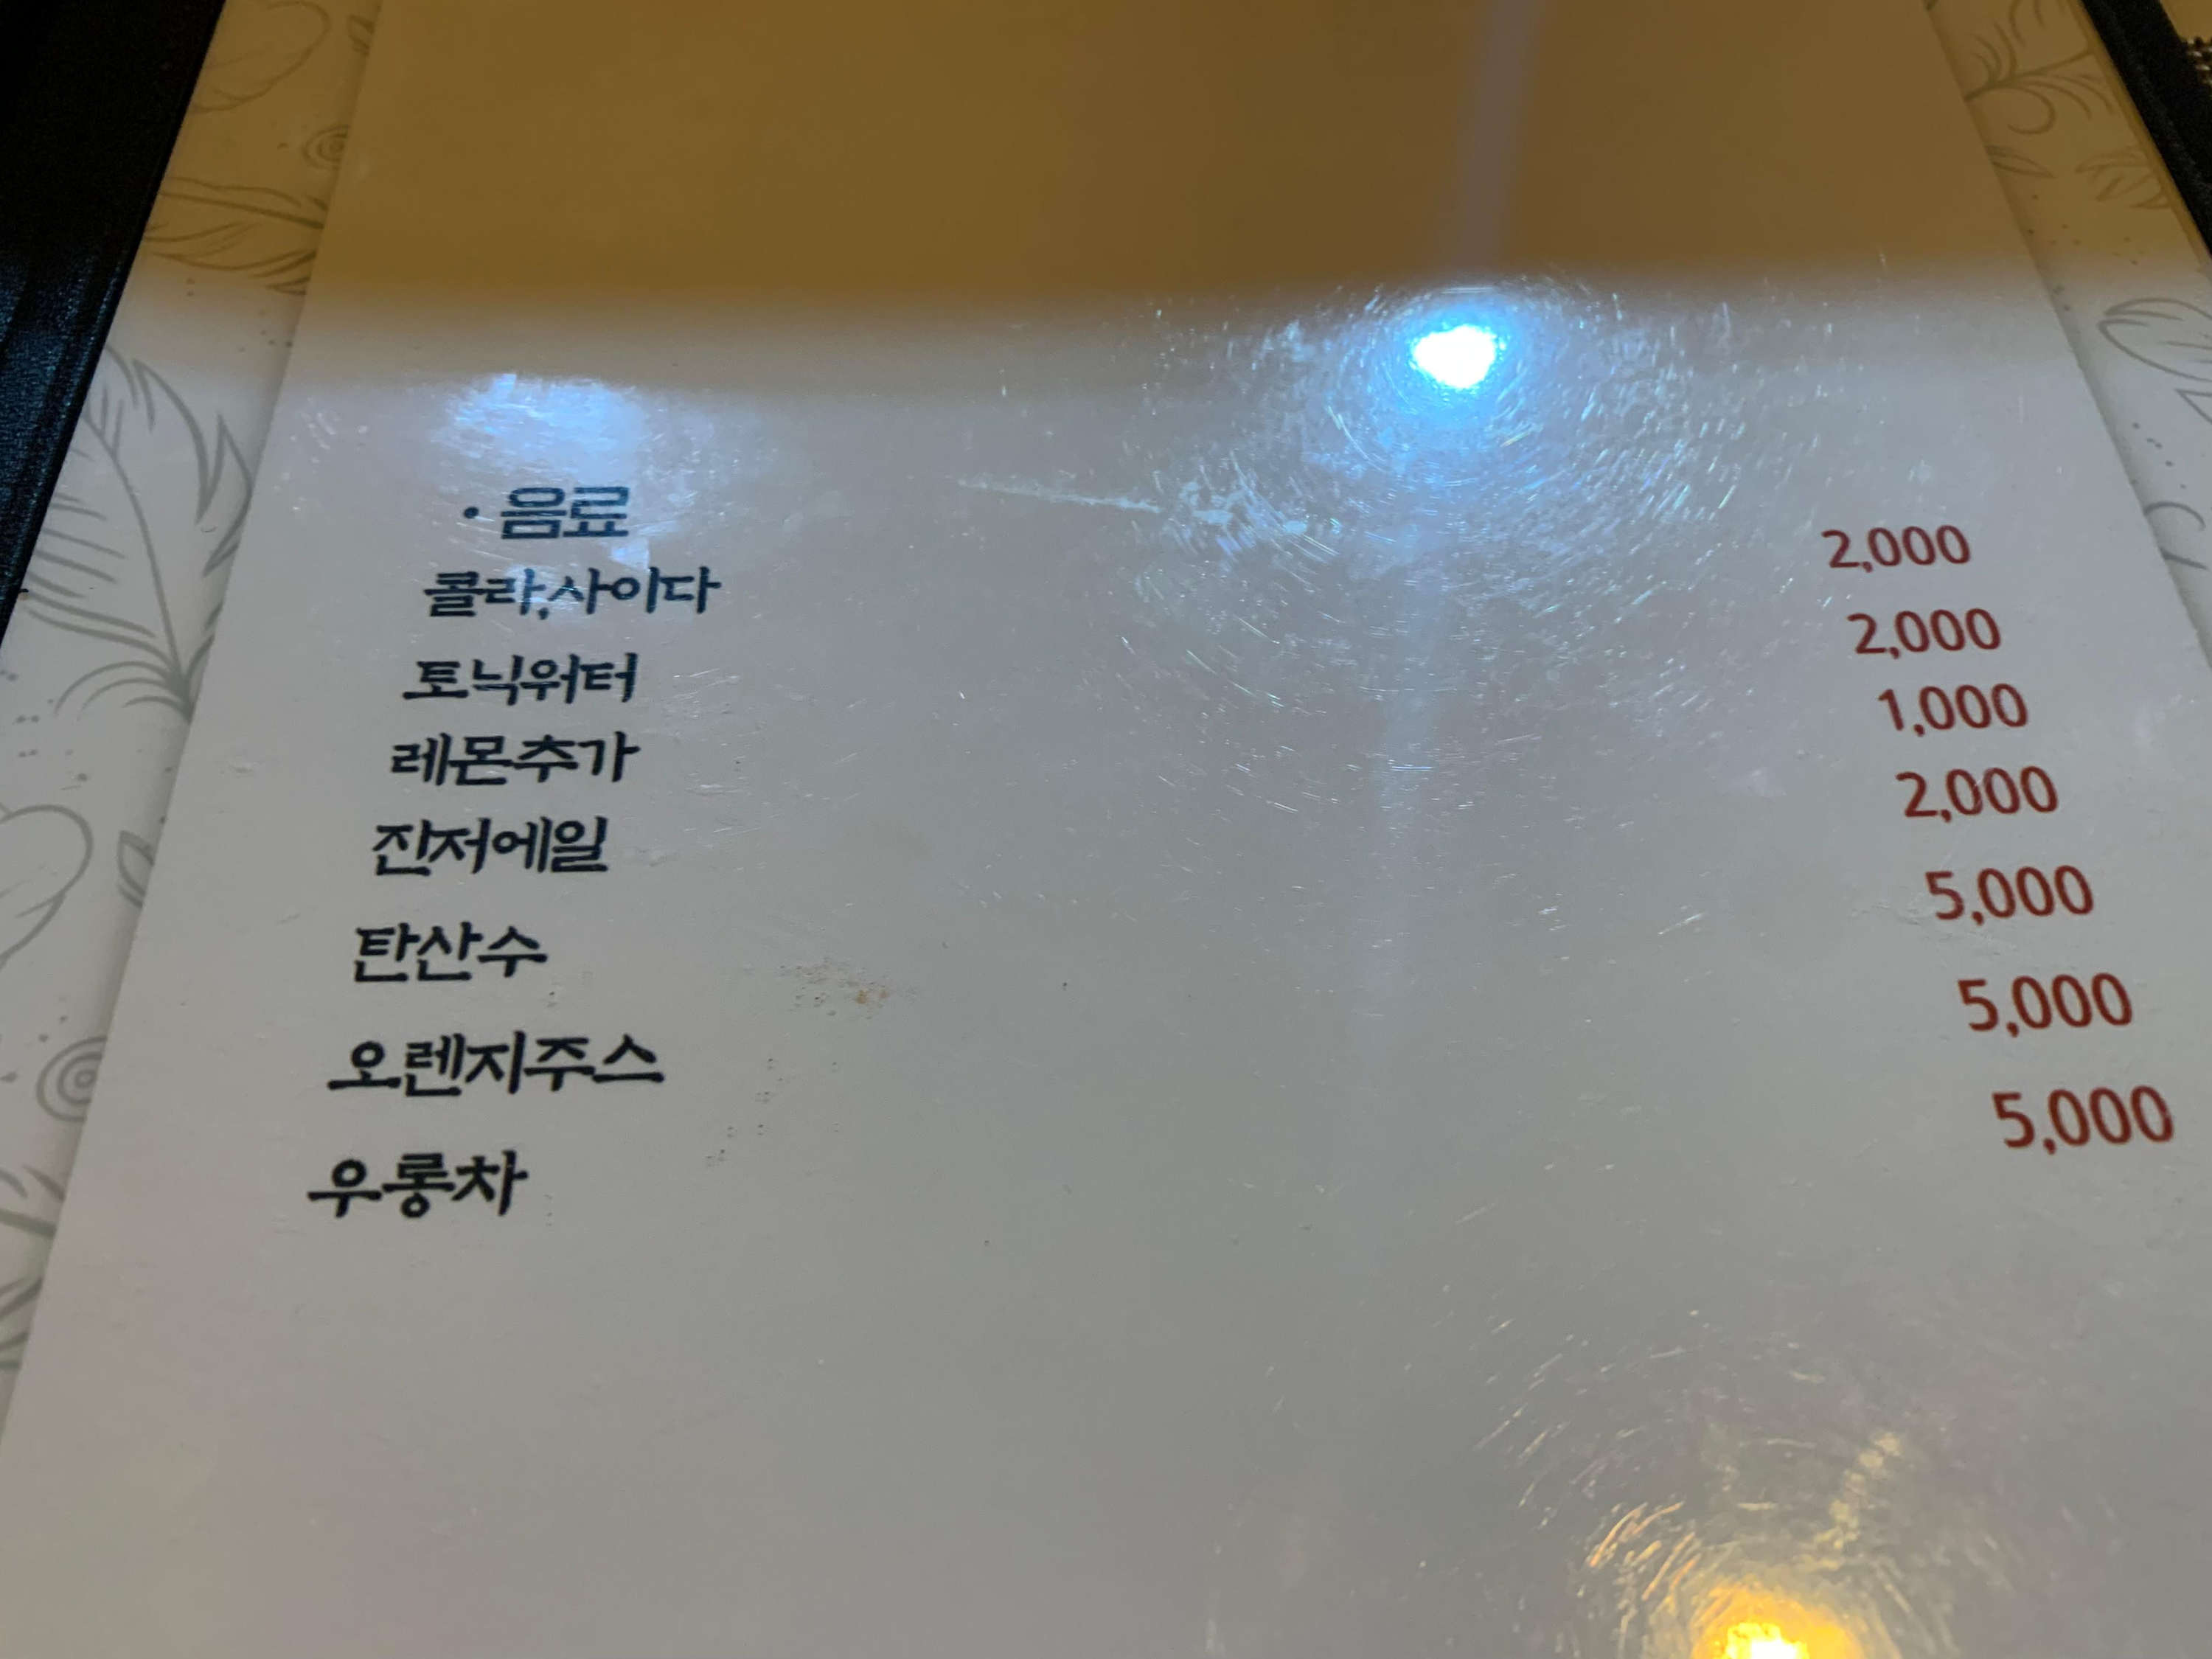 · 음료
콜라,사이다 2,000
토닉워터 2,000
레몬추가 1,000
진저에일 2,000
탄산수 5,000
오렌지주스 5,000
우롱차 5,000